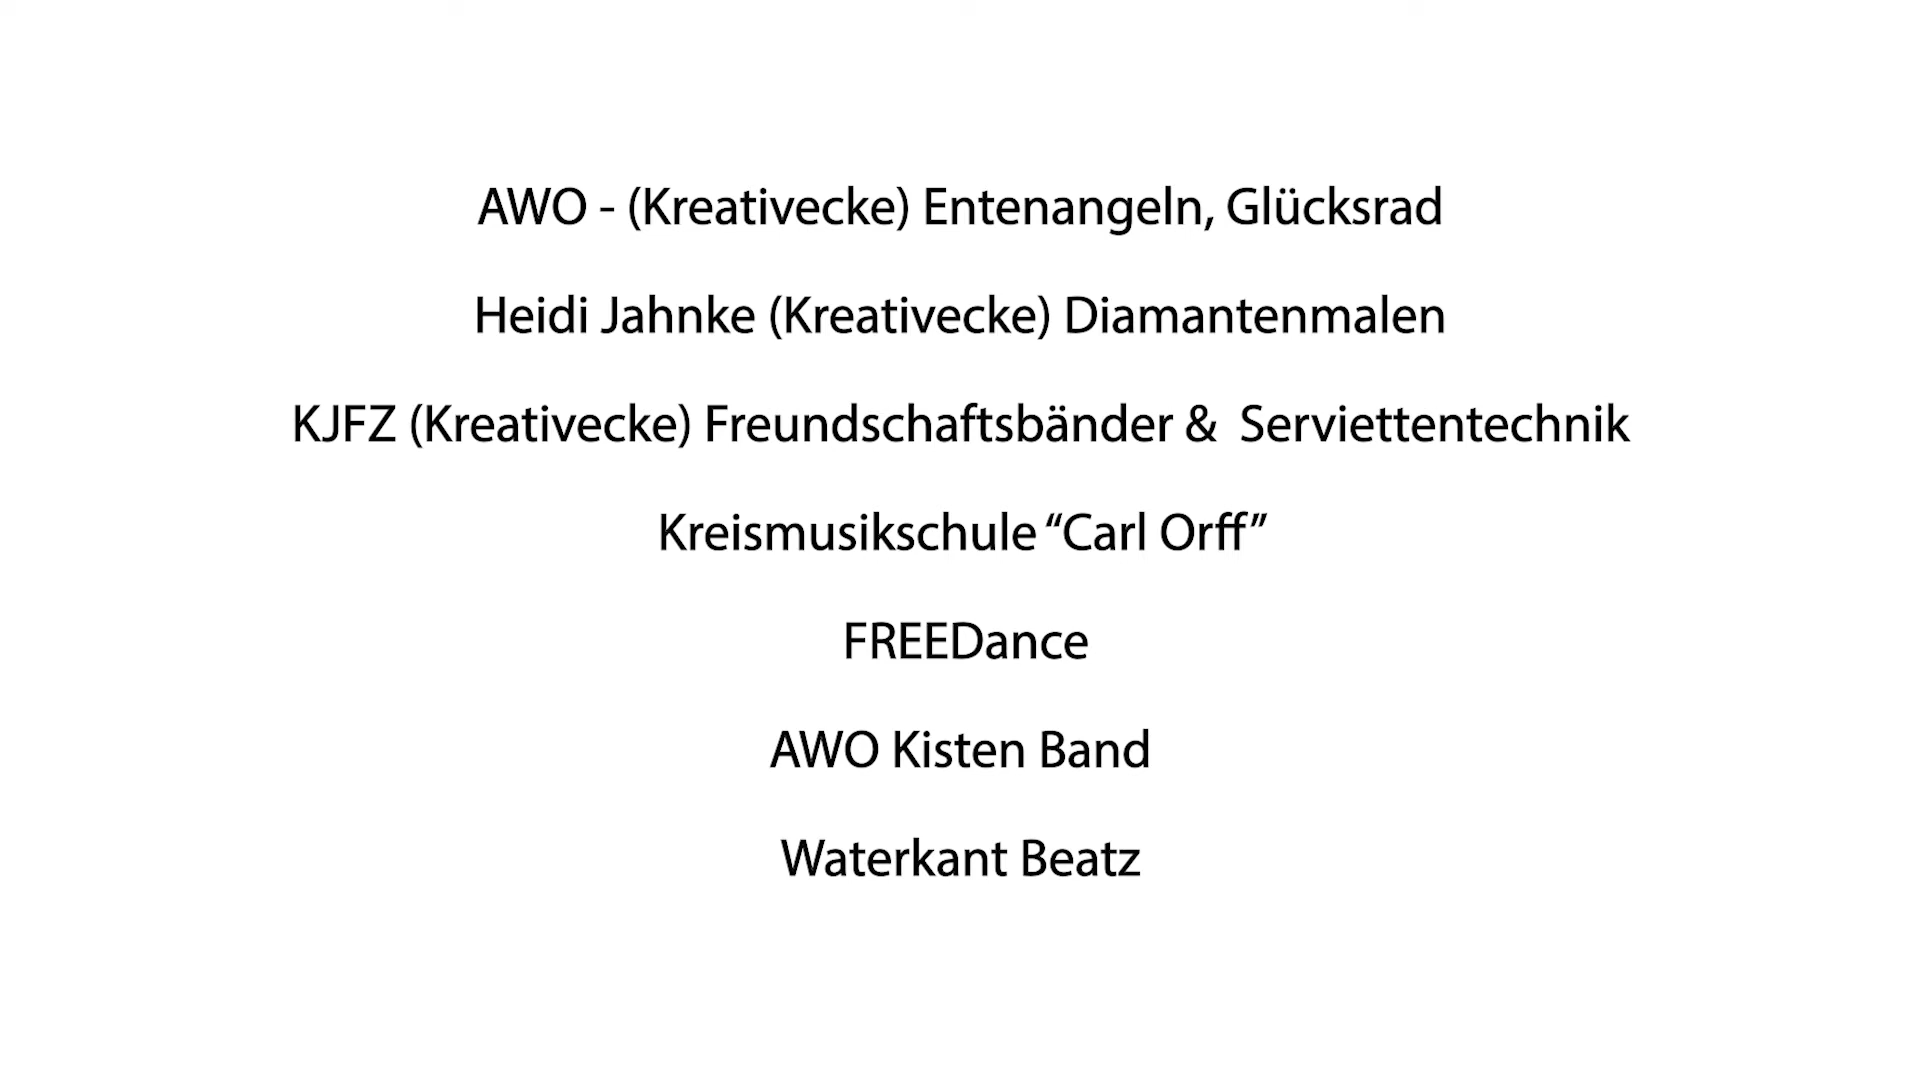 AWO - (Kreativecke) Entenangeln, Glücksrad
Heidi Jahnke (Kreativecke) Diamantenmalen
KJFZ (Kreativecke) Freundschaftsbänder &  Serviettentechnik
Kreismusikschule “Carl Orff”
FREEDance
AWO Kisten Band
Waterkant Beatz